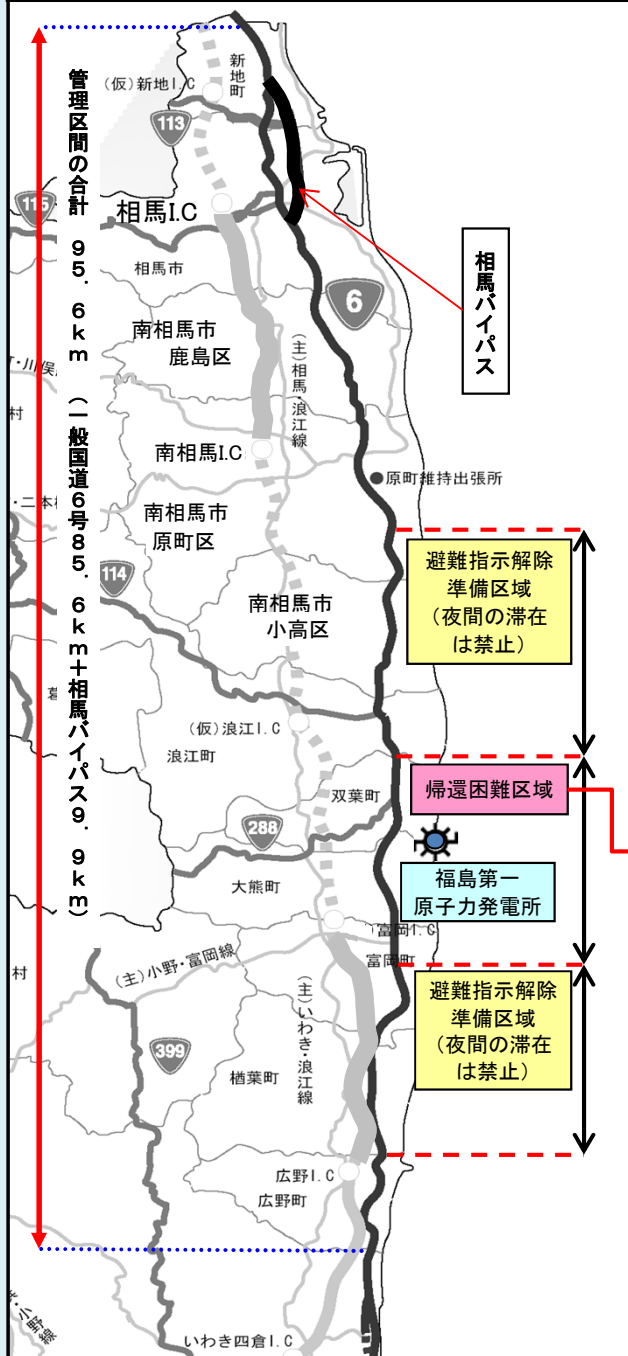 管理区間の合計　９５．６ｋｍ　（一般国道６号８５．６ｋｍ＋相馬バイパス９．９ｋｍ）
(仮)新地I.C
新地町
113
115
相馬I.C
相馬市
相馬バイパス
6
南相馬市
鹿島区
(主)相馬・浪江線
・川俣
村
南相馬I.C
原町維持出張所
・二本
南相馬市
原町区
114
避難指示解除
準備区域
（夜間の滞在
は禁止）
南相馬市
小高区
(仮)浪江I.C
浪江町
双葉町
帰還困難区域
288
大熊町
福島第一
原子力発電所
富岡I.C
富岡町
(主)小野・富岡線
村
(主)いわき・浪江線
避難指示解除
準備区域
（夜間の滞在
は禁止）
399
楢葉町
広野I.C
広野町
・小野線
いわき四倉I.C